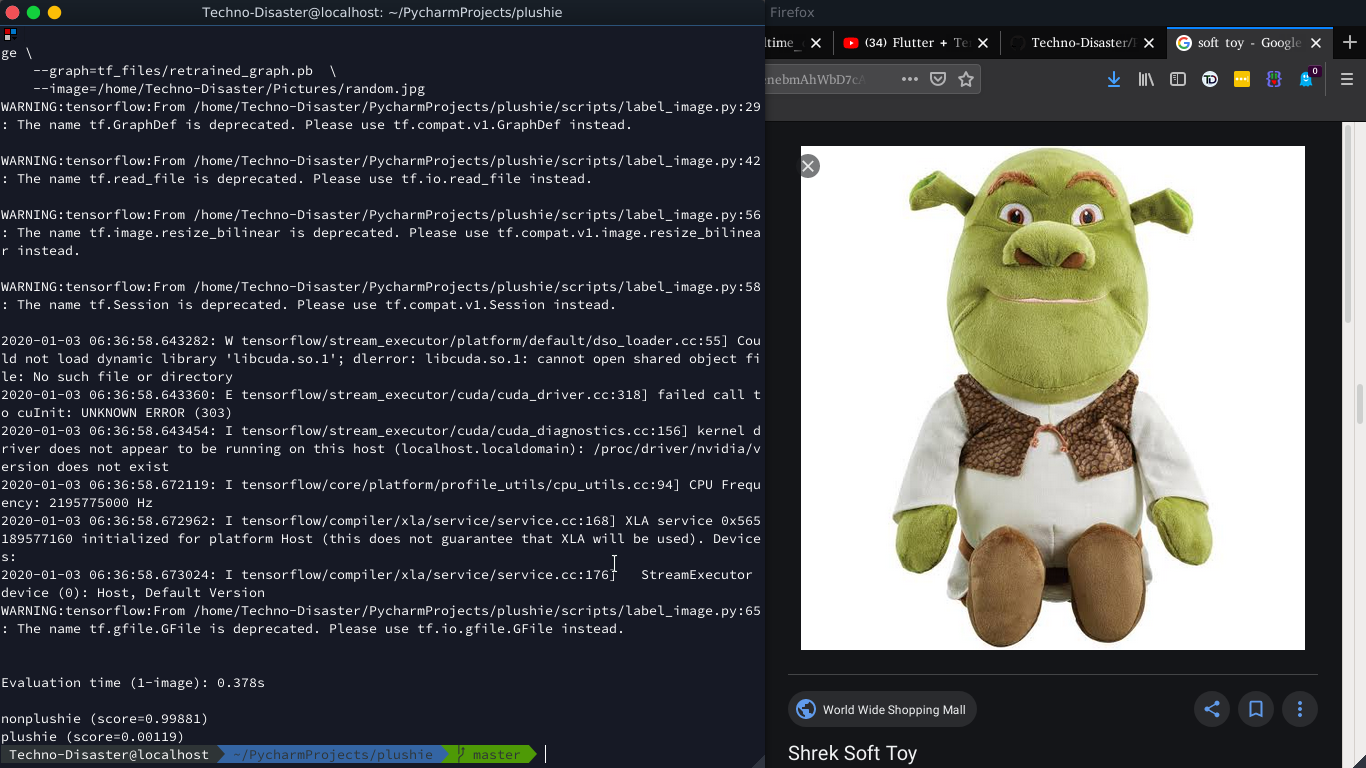 Techno-Disaster@localhost: ~/PycharmProjects/plushie
ge \
    --graph=tf_files/retrained_graph.pb  \
    --image=/home/Techno-Disaster/Pictures/random.jpg
WARNING:tensorflow:From /home/Techno-Disaster/PycharmProjects/plushie/scripts/label_image.py:29
: The name tf.GraphDef is deprecated. Please use tf.compat.v1.GraphDef instead.
WARNING:tensorflow:From /home/Techno-Disaster/PycharmProjects/plushie/scripts/label_image.py:42
: The name tf.read_file is deprecated. Please use tf.io.read_file instead.
WARNING:tensorflow:From /home/Techno-Disaster/PycharmProjects/plushie/scripts/label_image.py:56
: The name tf.image.resize_bilinear is deprecated. Please use tf.compat.v1.image.resize_bilinea
r instead.
WARNING:tensorflow:From /home/Techno-Disaster/PycharmProjects/plushie/scripts/label_image.py:58
: The name tf.Session is deprecated. Please use tf.compat.v1.Session instead.
2020-01-03 06:36:58.643282: W tensorflow/stream_executor/platform/default/dso_loader.cc:55] Cou
ld not load dynamic library 'libcuda.so.1'; dlerror: libcuda.so.1: cannot open shared object fi
le: No such file or directory
2020-01-03 06:36:58.643360: E tensorflow/stream_executor/cuda/cuda_driver.cc:318] failed call t
o cuInit: UNKNOWN ERROR (303)
2020-01-03 06:36:58.643454: I tensorflow/stream_executor/cuda/cuda_diagnostics.cc:156] kernel d
river does not appear to be running on this host (localhost.localdomain): /proc/driver/nvidia/v
ersion does not exist
2020-01-03 06:36:58.672119: I tensorflow/core/platform/profile_utils/cpu_utils.cc:94] CPU Frequ
ency: 2195775000 Hz
2020-01-03 06:36:58.672962: I tensorflow/compiler/xla/service/service.cc:168] XLA service 0x565
189577160 initialized for platform Host (this does not guarantee that XLA will be used). Device
s:
2020-01-03 06:36:58.673024: I tensorflow/compiler/xla/service/service.cc:176]   StreamExecutor
device (0): Host, Default Version
WARNING:tensorflow:From /home/Techno-Disaster/PycharmProjects/plushie/scripts/label_image.py:65
: The name tf.gfile.GFile is deprecated. Please use tf.io.gfile.GFile instead.
Evaluation time (1-image): 0.378s
nonplushie (score=0.99881)
plushie (score=0.00119)
Techno-Disaster@localhost ~/PycharmProjects/plushie master
Firefox
ltime_ (34) Flutter + Te Techno-Disaster/ soft toy - Google
nebmAhWbD7cA
TD
0
World Wide Shopping Mall
Shrek Soft Toy